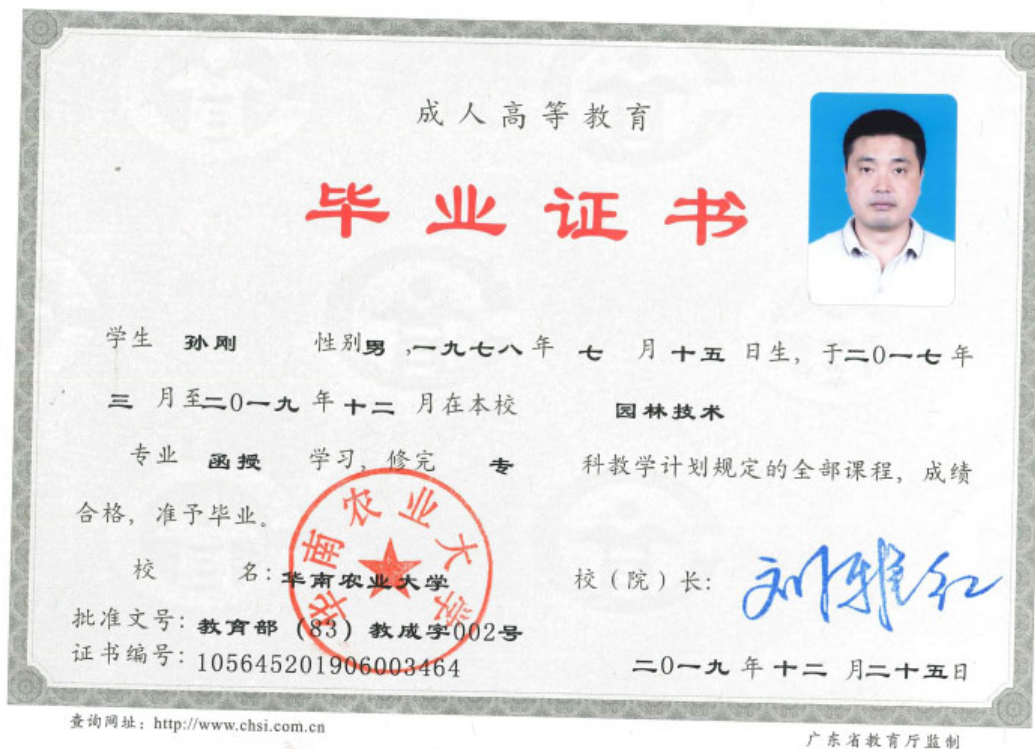 成人高等教育
毕业证书
学生 孙刚 性别男,一九七八年 七 月十五 日生，于二0一七年
三 月至二0一九 年十二 月在本校 园林技术
专业 函授 学习，修完 专 科教学计划规定的全部课程，成绩
合格，准予毕业。
华南农业大学
校 名：华南农业大学 校（院）长：刘雅红
批准文号：教育部（83）教成字002号
证书编号：105645201906003464 二0一九 年十二 月二十五日
查询网址：http://www.chsi.com.cn 广东省教育厅监制